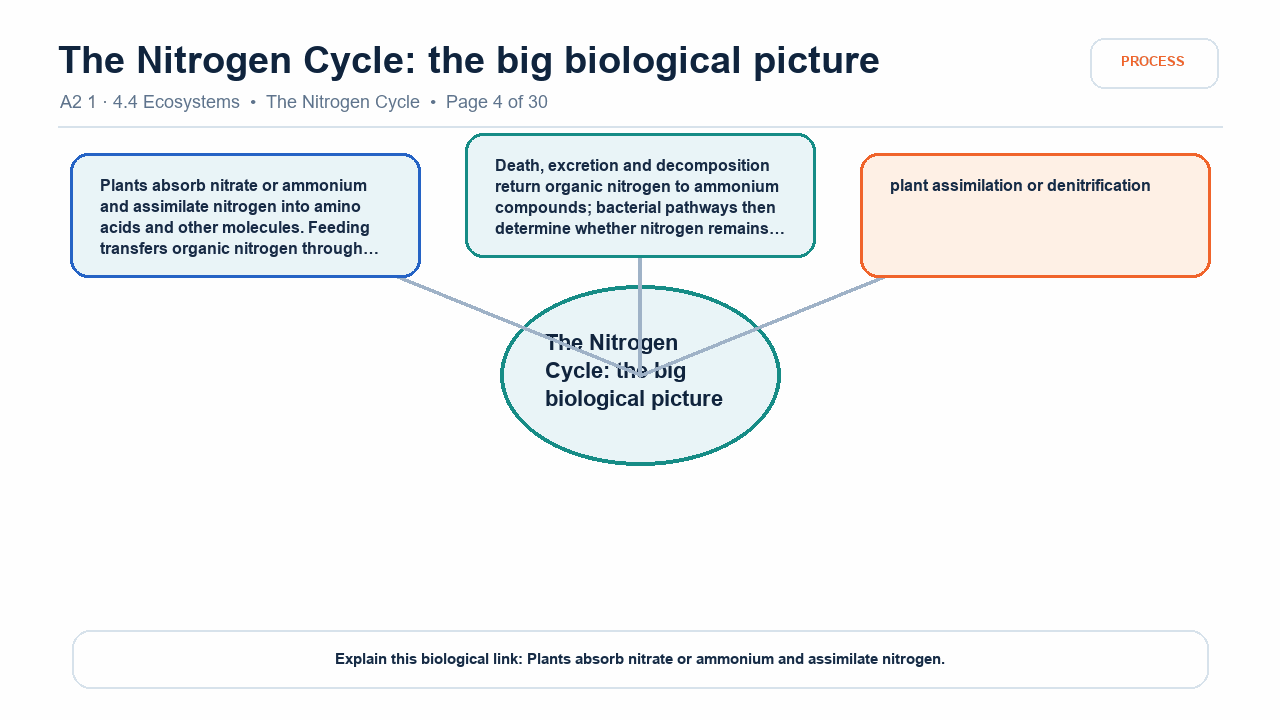 The Nitrogen Cycle: the big biological picture
PROCESS
A2 1 · 4.4 Ecosystems • The Nitrogen Cycle • Page 4 of 30
Plants absorb nitrate or ammonium
and assimilate nitrogen into amino
acids and other molecules. Feeding
transfers organic nitrogen through…
Death, excretion and decomposition
return organic nitrogen to ammonium
compounds; bacterial pathways then
determine whether nitrogen remains…
plant assimilation or denitrification
The Nitrogen
Cycle: the big
biological picture
Explain this biological link: Plants absorb nitrate or ammonium and assimilate nitrogen.